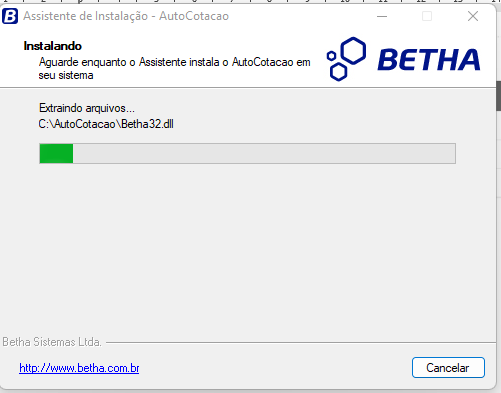 Assistente de Instalação - AutoCotacao
Instalando
Aguarde enquanto o Assistente instala o AutoCotacao em
seu sistema
BETHA
Extraindo arquivos...
C:\AutoCotacao\Betha32.dll
Betha Sistemas Ltda.
http://www.betha.com.br
Cancelar